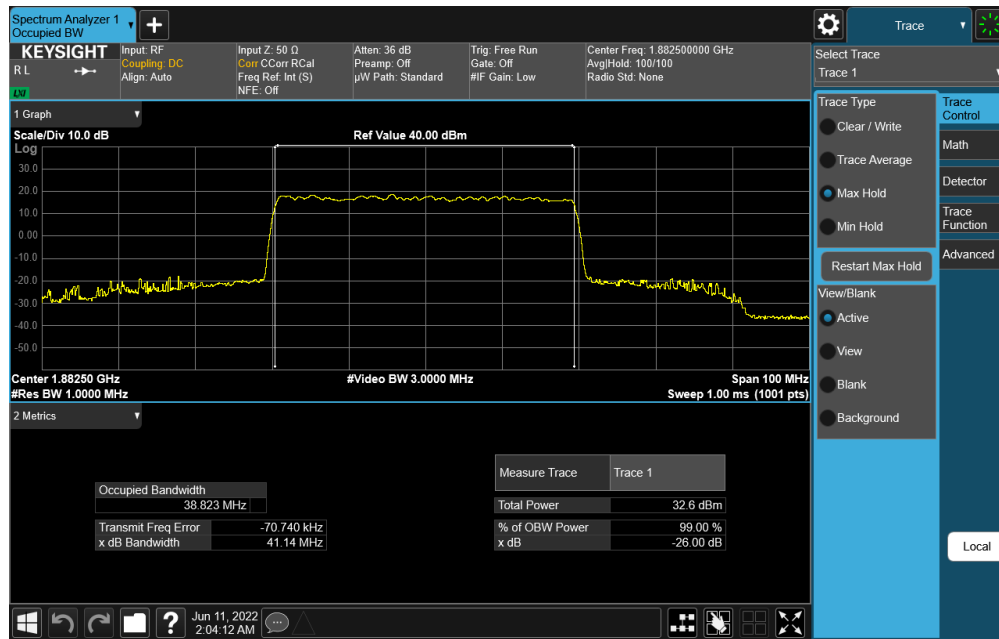 Spectrum Analyzer 1
Occupied BW
+
Trace
KEYSIGHT
R L
LXI
Input: RF
Coupling: DC
Align: Auto
Input Z: 50 Ω
Corr CCorr RCal
Freq Ref: Int (S)
NFE: Off
Atten: 36 dB
Preamp: Off
µW Path: Standard
Trig: Free Run
Gate: Off
#IF Gain: Low
Center Freq: 1.882500000 GHz
Avg|Hold: 100/100
Radio Std: None
Select Trace
Trace 1
1 Graph
Scale/Div 10.0 dB
Ref Value 40.00 dBm
Log
30.0
20.0
10.0
0.00
-10.0
-20.0
-30.0
-40.0
-50.0
Center 1.88250 GHz
#Video BW 3.0000 MHz
Span 100 MHz
#Res BW 1.0000 MHz
Sweep 1.00 ms (1001 pts)
2 Metrics
Measure Trace
Trace 1
Occupied Bandwidth
38.823 MHz
Total Power
32.6 dBm
Transmit Freq Error
-70.740 kHz
% of OBW Power
99.00 %
x dB Bandwidth
41.14 MHz
x dB
-26.00 dB
Trace Type
Clear / Write
Trace Average
Max Hold
Min Hold
Restart Max Hold
View/Blank
Active
View
Blank
Background
Trace
Control
Math
Detector
Trace
Function
Advanced
Local
?
Jun 11, 2022
2:04:12 AM